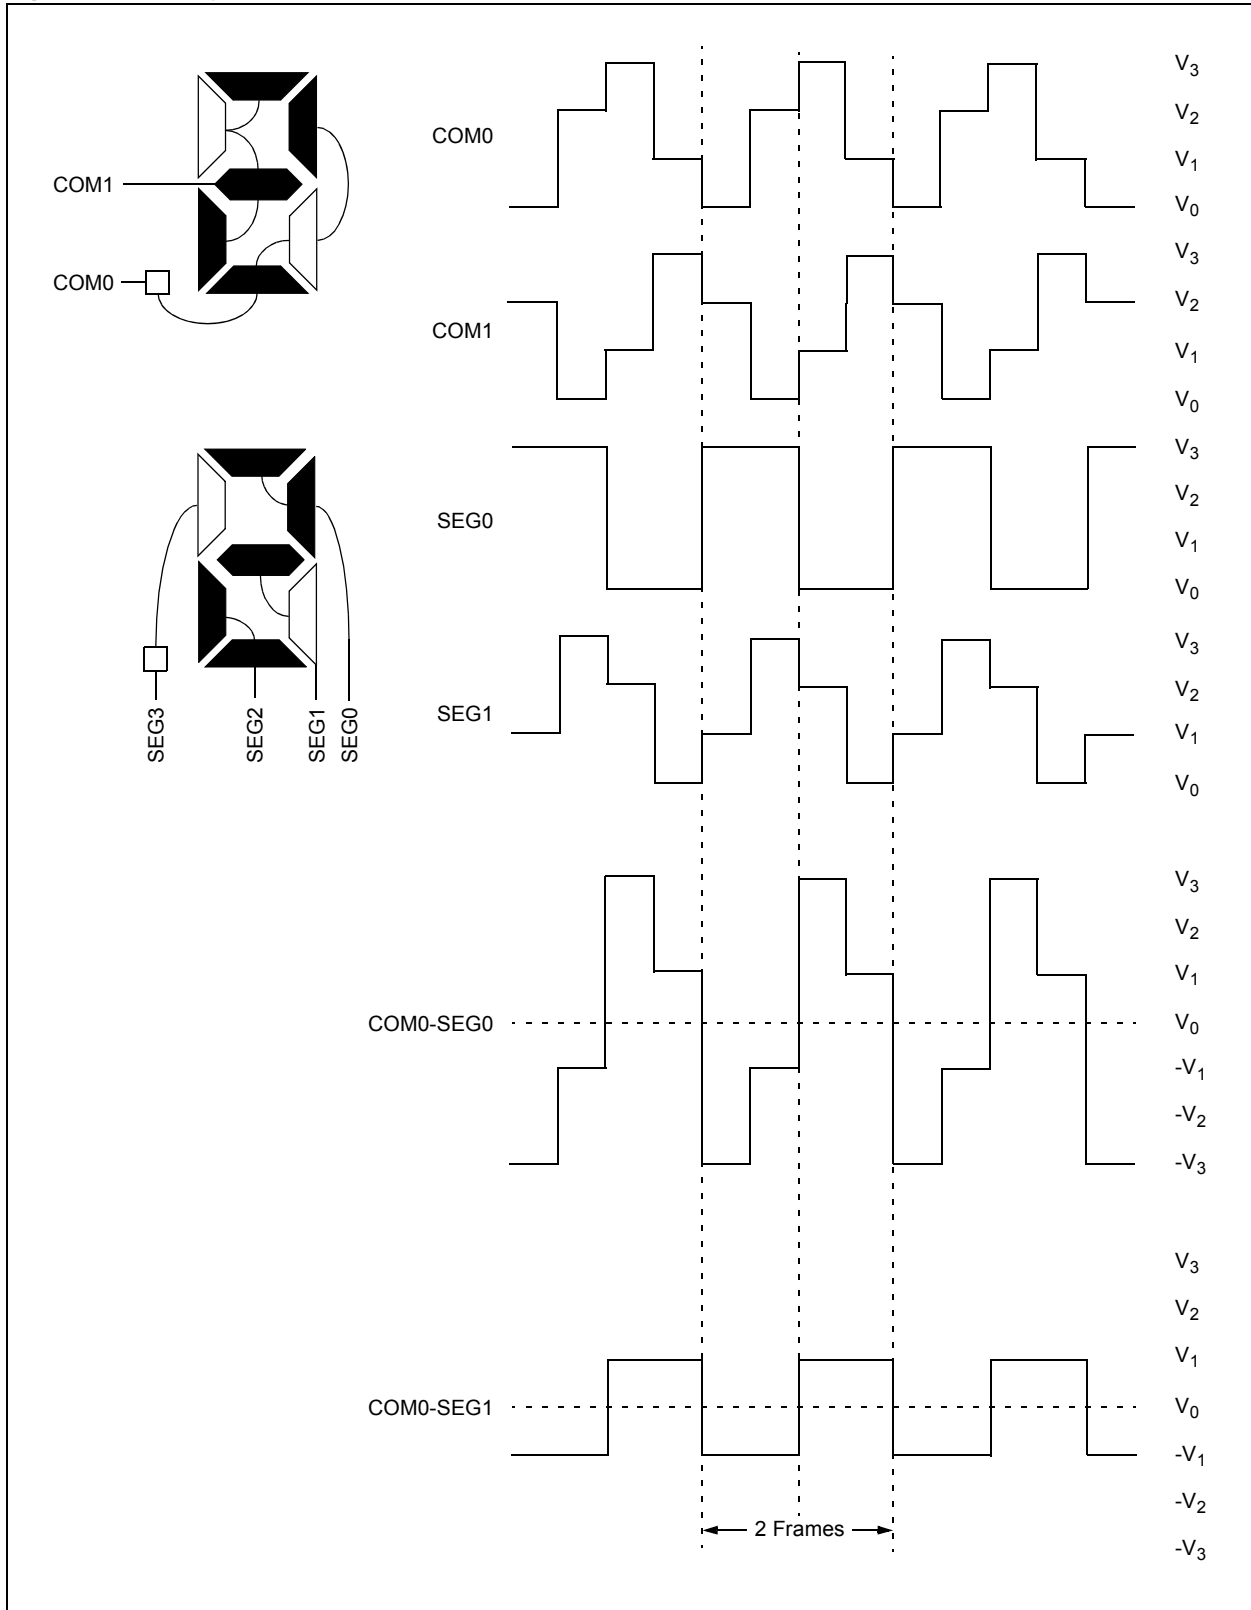 V3
V2
COM0
V1
V0
COM1
COM0
V3
V2
COM1
V1
V0
V3
V2
SEG0
V1
V0
V3
V2
SEG1
V1
V0
SEG3
SEG2
SEG1
SEG0
V3
V2
V1
COM0-SEG0
V0
-V1
-V2
-V3
V3
V2
V1
COM0-SEG1
V0
-V1
-V2
2 Frames
-V3